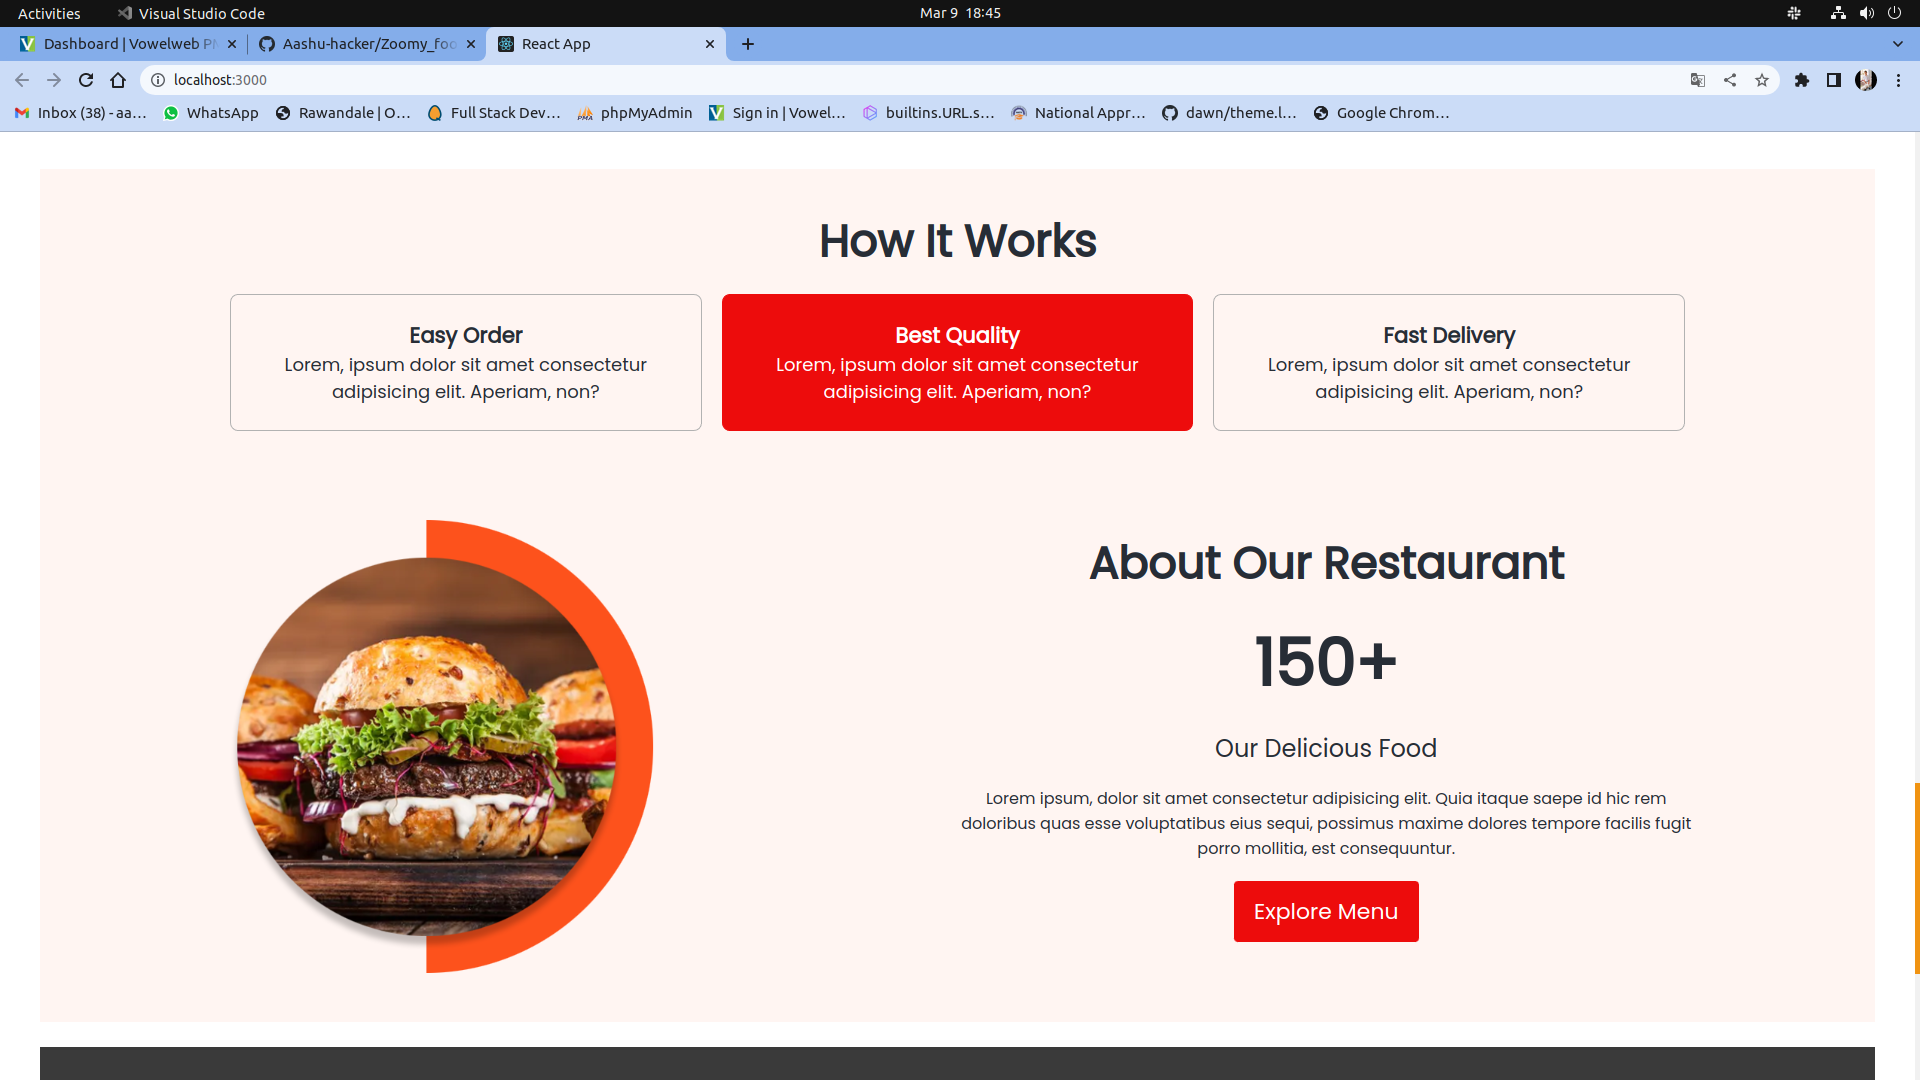 Activities
Visual Studio Code
Mar 9 18:45
Dashboard | Vowelweb
Aashu-hacker/Zoomy_foo
React App
localhost:3000
Inbox (38) - aa...
WhatsApp
Rawandale | O...
Full Stack Dev...
phpMyAdmin
Sign in | Vowel...
builtins.URL.s...
National Appr...
dawn/theme.l...
Google Chrom...
How It Works
Easy Order
Lorem, ipsum dolor sit amet consectetur
adipisicing elit. Aperiam, non?
Best Quality
Lorem, ipsum dolor sit amet consectetur
adipisicing elit. Aperiam, non?
Fast Delivery
Lorem, ipsum dolor sit amet consectetur
adipisicing elit. Aperiam, non?
About Our Restaurant
150+
Our Delicious Food
Lorem ipsum, dolor sit amet consectetur adipisicing elit. Quia itaque saepe id hic rem
doloribus quas esse voluptatibus eius sequi, possimus maxime dolores tempore facilis fugit
porro mollitia, est consequuntur.
Explore Menu